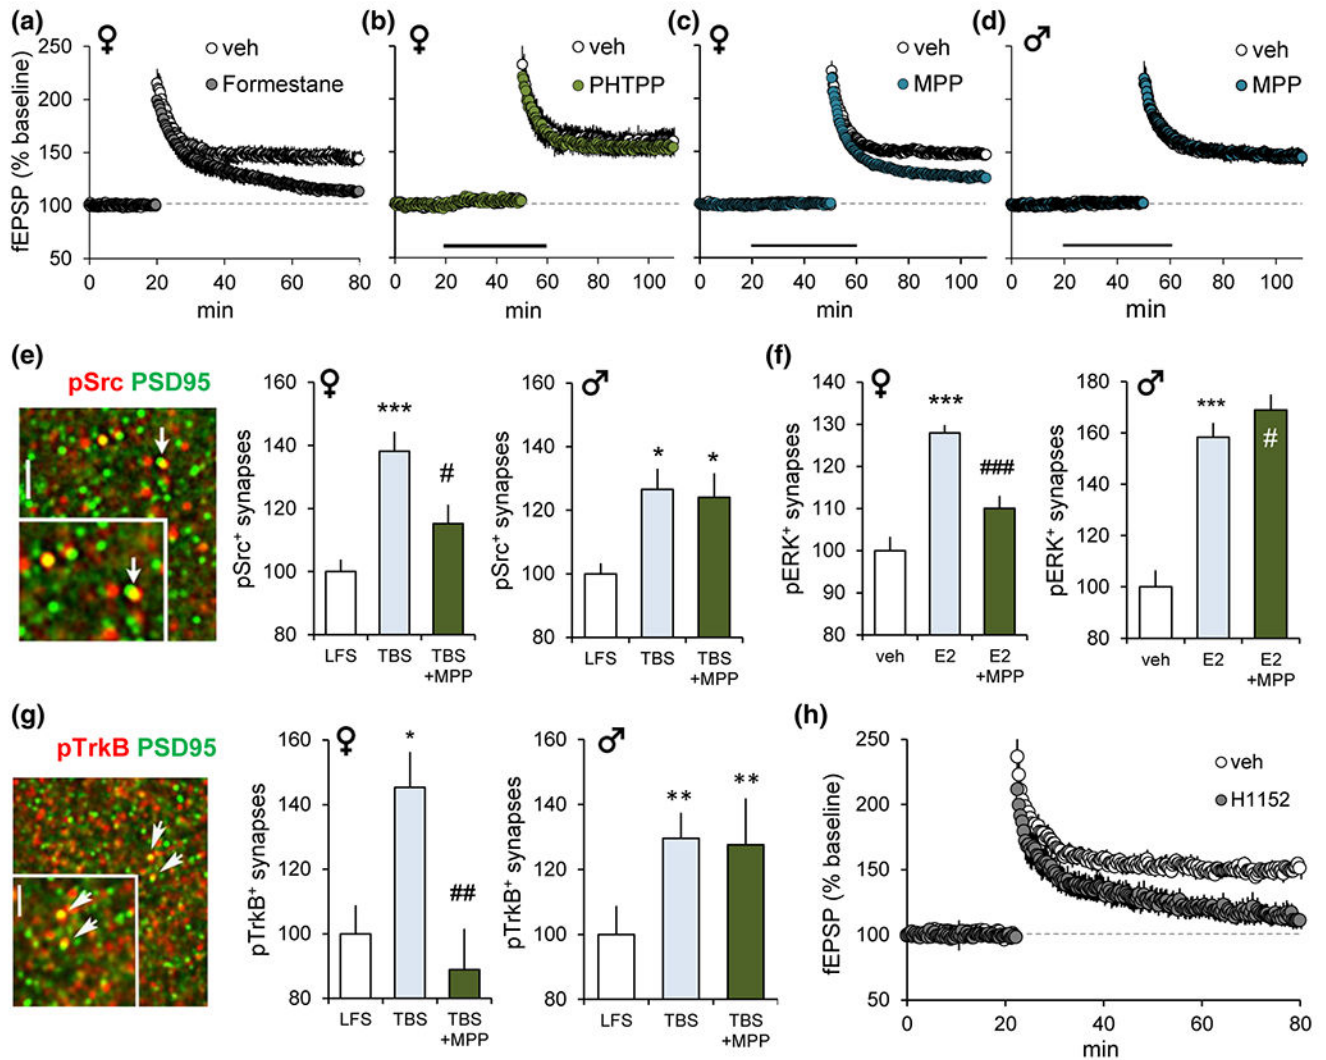 (a)
♀
veh
Formestane
250
200
150
100
50
fEPSP (% baseline)
0 20 40 60 80
min
(b)
♀
veh
PHTPP
0 20 40 60 80 100
min
(c)
♀
veh
MPP
0 20 40 60 80 100
min
(d)
♂
veh
MPP
0 20 40 60 80 100
min
(e)
pSrc PSD95
♀
pSrc⁺ synapses
160
140
120
100
80
***
#
LFS TBS TBS
+MPP
♂
pSrc⁺ synapses
160
140
120
100
80
* *
LFS TBS TBS
+MPP
(f)
♀
pERK⁺ synapses
140
130
120
110
100
90
80
***
###
veh E2 E2
+MPP
♂
pERK⁺ synapses
180
160
140
120
100
80
***
#
veh E2 E2
+MPP
(g)
pTrkB PSD95
♀
pTrkB⁺ synapses
160
140
120
100
80
*
##
LFS TBS TBS
+MPP
♂
pTrkB⁺ synapses
160
140
120
100
80
** **
LFS TBS TBS
+MPP
(h)
veh
H1152
fEPSP (% baseline)
250
200
150
100
50
0 20 40 60 80
min